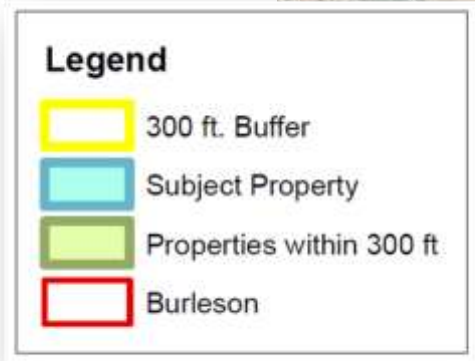 Legend
300 ft. Buffer
Subject Property
Properties within 300 ft
Burleson